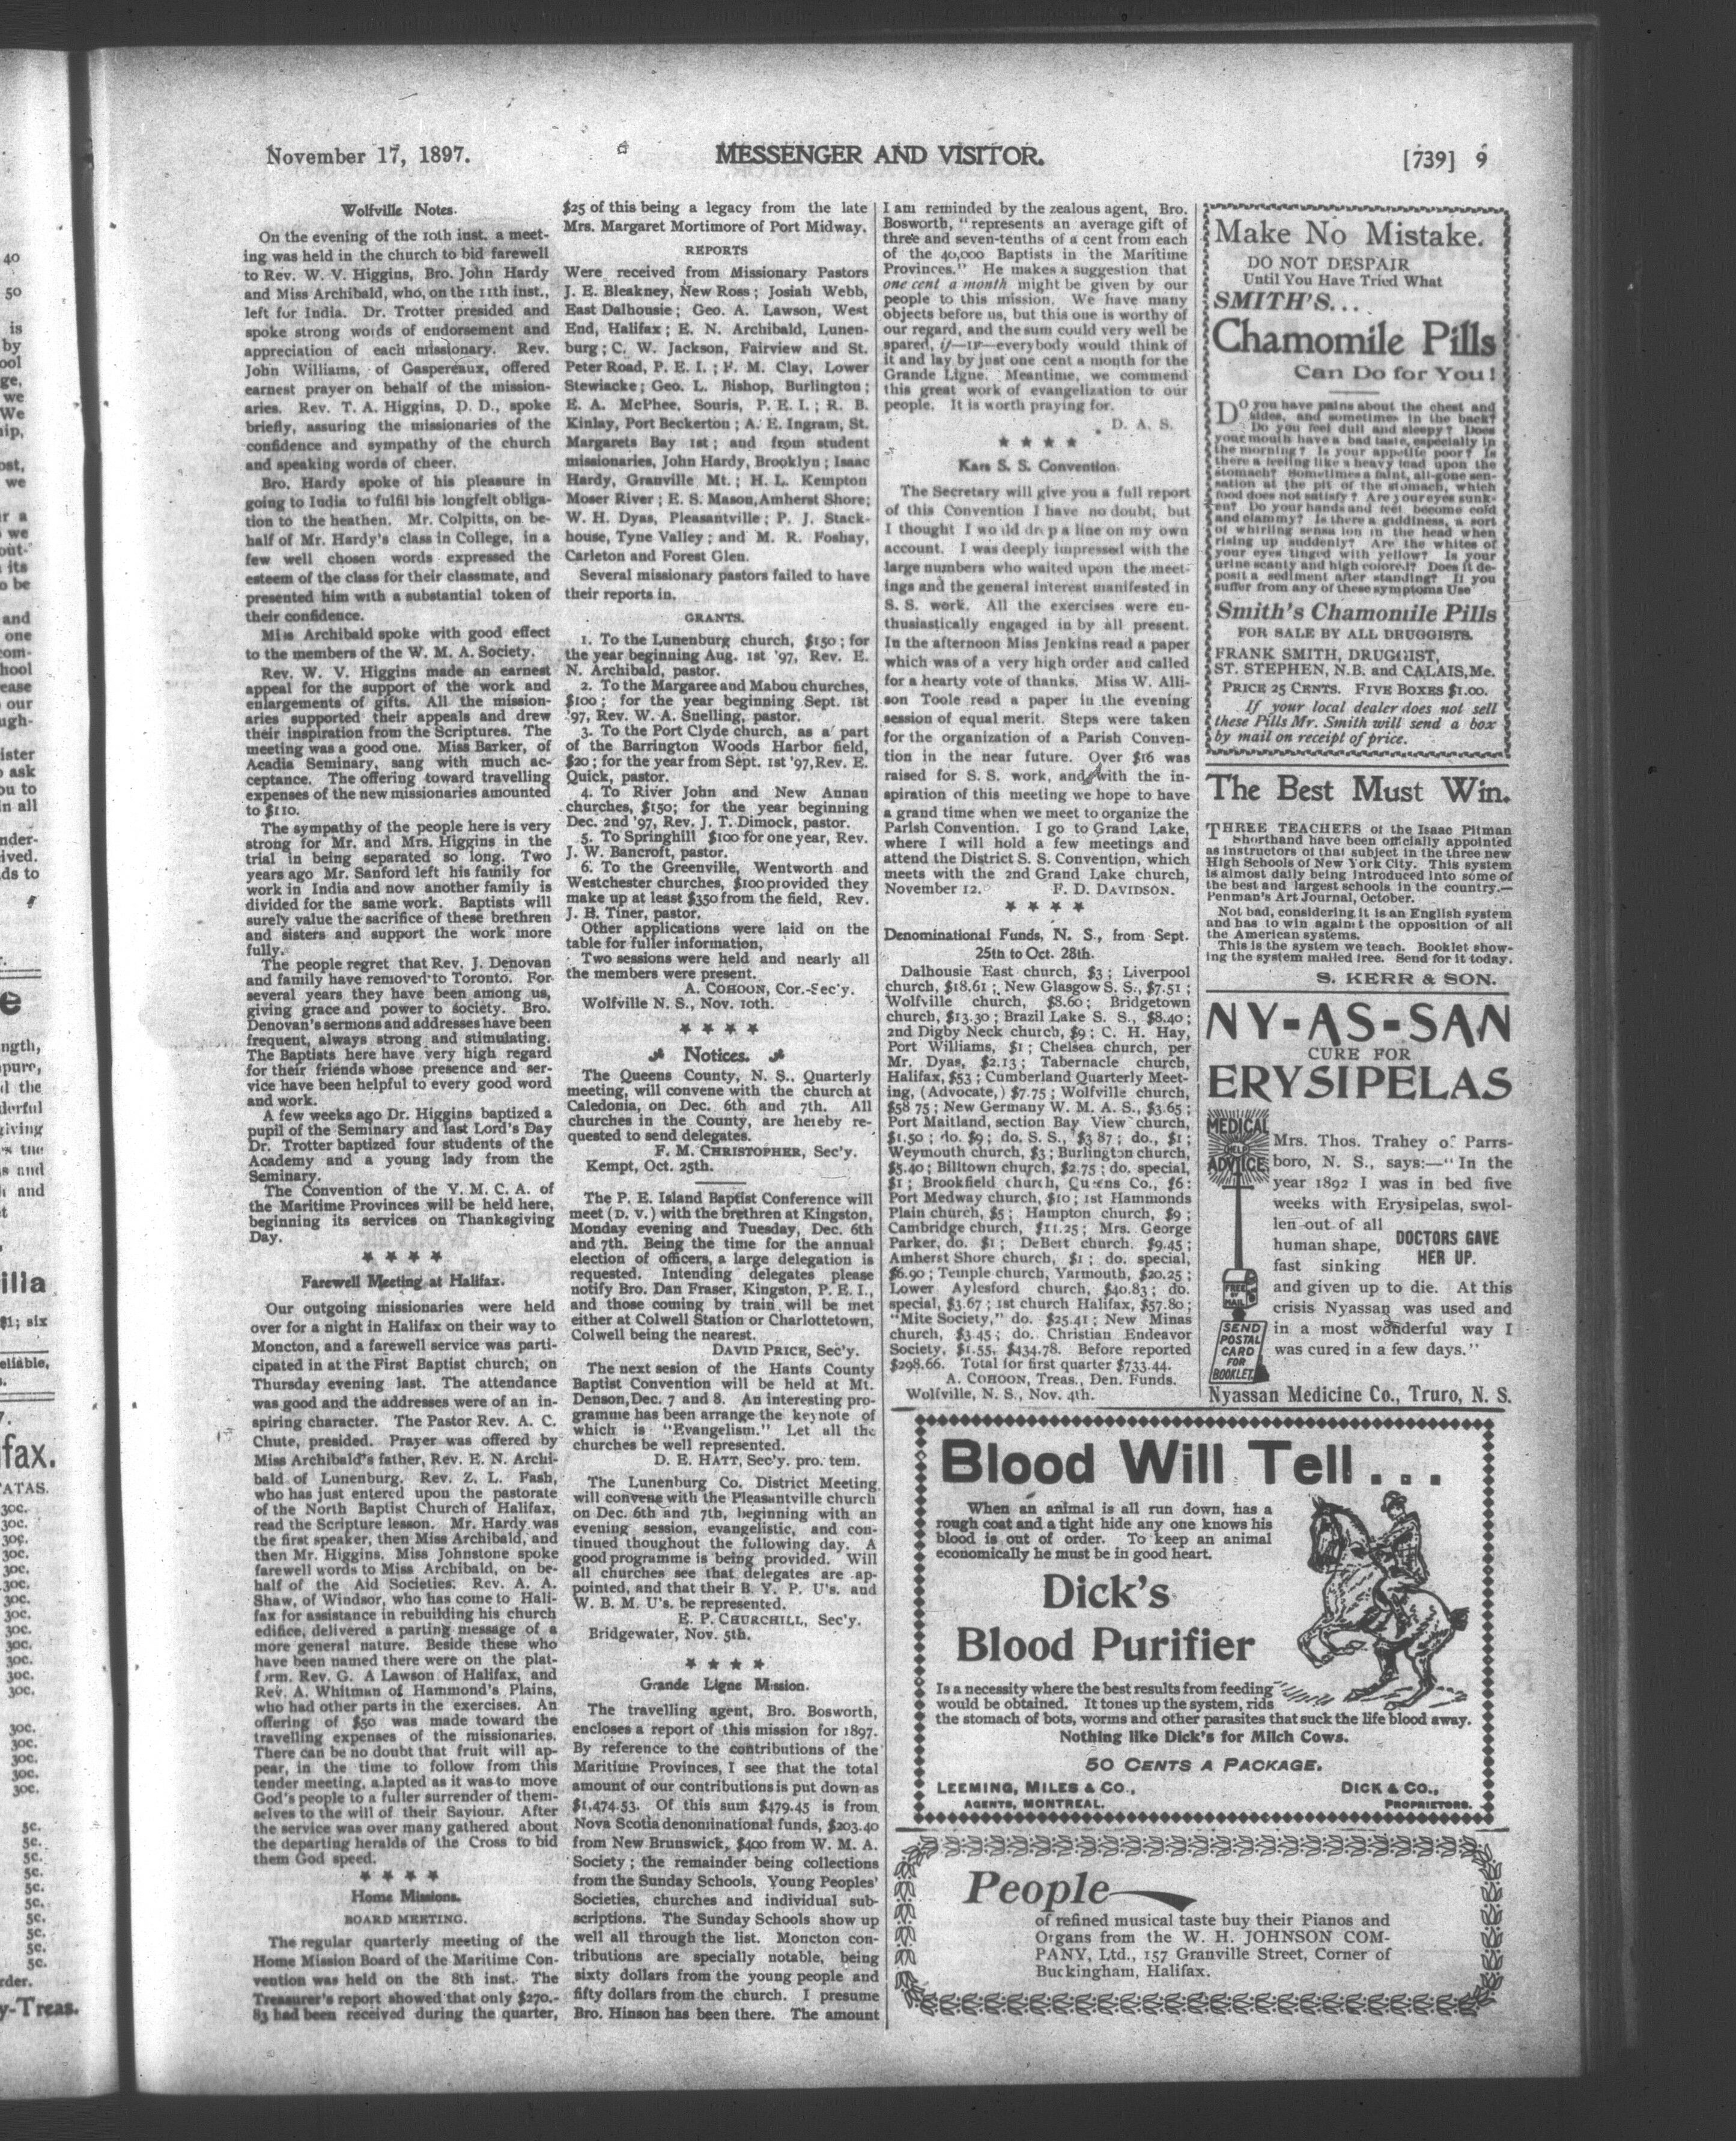 November 17, 1897.
MESSENGER AND VISITOR.
[739] 9
Wolfville Notes.
On the evening of the 10th inst. a meet-
ing was held in the church to bid farewell
to Rev. W. V. Higgins, Bro. John Hardy
and Miss Archibald, who, on the 11th inst.,
left for India. Dr. Trotter presided and
spoke strong words of endorsement and
appreciation of each missionary. Rev.
John Williams, of Gaspereaux, offered
earnest prayer on behalf of the mission-
aries. Rev. T. A. Higgins, D. D., spoke
briefly, assuring the missionaries of the
confidence and sympathy of the church
and speaking words of cheer.
Bro. Hardy spoke of his pleasure in
going to India to fulfil his longfelt obliga-
tion to the heathen. Mr. Colpitts, on be-
half of Mr. Hardy's class in College, in a
few well chosen words expressed the
esteem of the class for their classmate, and
presented him with a substantial token of
their confidence.
Miss Archibald spoke with good effect
to the members of the W. M. A. Society.
Rev. W. V. Higgins made an earnest
appeal for the support of the work and
enlargements of gifts. All the mission-
aries supported their appeals and drew
their inspiration from the Scriptures. The
meeting was a good one. Miss Barker, of
Acadia Seminary, sang with much ac-
ceptance. The offering toward travelling
expenses of the new missionaries amounted
to $110.
The sympathy of the people here is very
strong for Mr. and Mrs. Higgins in the
trial in being separated so long. Two
years ago Mr. Sanford left his family for
work in India and now another family is
divided for the same work. Baptists will
surely value the sacrifice of these brethren
and sisters and support the work more
fully.
The people regret that Rev. J. Denovan
and family have removed to Toronto. For
several years they have been among us,
giving grace and power to society. Bro.
Denovan's sermons and addresses have been
frequent, always strong and stimulating.
The Baptists here have very high regard
for their friends whose presence and ser-
vice have been helpful to every good word
and work.
A few weeks ago Dr. Higgins baptized a
pupil of the Seminary and last Lord's Day
Dr. Trotter baptized four students of the
Academy and a young lady from the
Seminary.
The Convention of the Y. M. C. A. of
the Maritime Provinces will be held here,
beginning its services on Thanksgiving
Day.
★ ★ ★ ★
Farewell Meeting at Halifax.
Our outgoing missionaries were held
over for a night in Halifax on their way to
Moncton, and a farewell service was parti-
cipated in at the First Baptist church, on
Thursday evening last. The attendance
was good and the addresses were of an in-
spiring character. The Pastor Rev. A. C.
Chute, presided. Prayer was offered by
Miss Archibald's father, Rev. E. N. Archi-
bald of Lunenburg. Rev. Z. L. Fash,
who has just entered upon the pastorate
of the North Baptist Church of Halifax,
read the Scripture lesson. Mr. Hardy was
the first speaker, then Miss Archibald, and
then Mr. Higgins. Miss Johnstone spoke
farewell words to Miss Archibald, on be-
half of the Aid Societies. Rev. A. A.
Shaw, of Windsor, who has come to Hali-
fax for assistance in rebuilding his church
edifice, delivered a parting message of a
more general nature. Beside these who
have been named there were on the plat-
form. Rev. G. A Lawson of Halifax, and
Rev. A. Whitman of Hammond's Plains,
who had other parts in the exercises. An
offering of $50 was made toward the
travelling expenses of the missionaries.
There can be no doubt that fruit will ap-
pear, in the time to follow from this
tender meeting, adapted as it was to move
God's people to a fuller surrender of them-
selves to the will of their Saviour. After
the service was over many gathered about
the departing heralds of the Cross to bid
them God speed.
★ ★ ★ ★
Home Missions.
BOARD MEETING.
The regular quarterly meeting of the
Home Mission Board of the Maritime Con-
vention was held on the 8th inst. The
Treasurer's report showed that only $270.-
83 had been received during the quarter,
$25 of this being a legacy from the late
Mrs. Margaret Mortimore of Port Midway.
REPORTS
Were received from Missionary Pastors
J. E. Bleakney, New Ross; Josiah Webb,
East Dalhousie; Geo. A. Lawson, West
End, Halifax; E. N. Archibald, Lunen-
burg; C. W. Jackson, Fairview and St.
Peter Road, P. E. I.; F. M. Clay, Lower
Stewiacke; Geo. L. Bishop, Burlington;
E. A. McPhee, Souris, P. E. I.; R. B.
Kinlay, Port Beckerton; A. E. Ingram, St.
Margarets Bay 1st; and from student
missionaries, John Hardy, Brooklyn; Isaac
Hardy, Granville Mt.; H. L. Kempton
Moser River; E. S. Mason, Amherst Shore;
W. H. Dyas, Pleasantville; P. J. Stack-
house, Tyne Valley; and M. R. Foshay,
Carleton and Forest Glen.
Several missionary pastors failed to have
their reports in.
GRANTS.
1. To the Lunenburg church, $150; for
the year beginning Aug. 1st '97, Rev. E.
N. Archibald, pastor.
2. To the Margaree and Mabou churches,
$100; for the year beginning Sept. 1st
'97, Rev. W. A. Snelling, pastor.
3. To the Port Clyde church, as a part
of the Barrington Woods Harbor field,
$20; for the year from Sept. 1st '97, Rev. E.
Quick, pastor.
4. To River John and New Annan
churches, $150; for the year beginning
Dec. 2nd '97, Rev. J. T. Dimock, pastor.
5. To Springhill $100 for one year, Rev.
J. W. Bancroft, pastor.
6. To the Greenville, Wentworth and
Westchester churches, $100 provided they
make up at least $350 from the field, Rev.
J. B. Tiner, pastor.
Other applications were laid on the
table for fuller information,
Two sessions were held and nearly all
the members were present.
A. COHOON, Cor.-Sec'y.
Wolfville N. S., Nov. 10th.
★ ★ ★ ★
Notices.
The Queens County, N. S., Quarterly
meeting, will convene with the church at
Caledonia, on Dec. 6th and 7th. All
churches in the County, are hereby re-
quested to send delegates.
F. M. CHRISTOPHER, Sec'y.
Kempt, Oct. 25th.
The P. E. Island Baptist Conference will
meet (D. V.) with the brethren at Kingston,
Monday evening and Tuesday, Dec. 6th
and 7th. Being the time for the annual
election of officers, a large delegation is
requested. Intending delegates please
notify Bro. Dan Fraser, Kingston, P. E. I.,
and those coming by train will be met
either at Colwell Station or Charlottetown,
Colwell being the nearest.
DAVID PRICE, Sec'y.
The next sesion of the Hants County
Baptist Convention will be held at Mt.
Denson, Dec. 7 and 8. An interesting pro-
gramme has been arrange the keynote of
which is "Evangelism." Let all the
churches be well represented.
D. E. HATT, Sec'y. pro. tem.
The Lunenburg Co. District Meeting
will convene with the Pleasantville church
on Dec. 6th and 7th, beginning with an
evening session, evangelistic, and con-
tinued thoughout the following day. A
good programme is being provided. Will
all churches see that delegates are ap-
pointed, and that their B. Y. P. U's. and
W. B. M. U's. be represented.
E. P. CHURCHILL, Sec'y.
Bridgewater, Nov. 5th.
★ ★ ★ ★
Grande Ligne Mission.
The travelling agent, Bro. Bosworth,
encloses a report of this mission for 1897.
By reference to the contributions of the
Maritime Provinces, I see that the total
amount of our contributions is put down as
$1,474.53. Of this sum $479.45 is from
Nova Scotia denominational funds, $203.40
from New Brunswick, $400 from W. M. A.
Society; the remainder being collections
from the Sunday Schools, Young Peoples'
Societies, churches and individual sub-
scriptions. The Sunday Schools show up
well all through the list. Moncton con-
tributions are specially notable, being
sixty dollars from the young people and
fifty dollars from the church. I presume
Bro. Hinson has been there. The amount
I am reminded by the zealous agent, Bro.
Bosworth, "represents an average gift of
three and seven-tenths of a cent from each
of the 40,000 Baptists in the Maritime
Provinces." He makes a suggestion that
one cent a month might be given by our
people to this mission. We have many
objects before us, but this one is worthy of
our regard, and the sum could very well be
spared, if—IF—everybody would think of
it and lay by just one cent a month for the
Grande Ligne. Meantime, we commend
this great work of evangelization to our
people. It is worth praying for.
D. A. S.
★ ★ ★ ★
Kars S. S. Convention.
The Secretary will give you a full report
of this Convention I have no doubt, but
I thought I would drop a line on my own
account. I was deeply impressed with the
large numbers who waited upon the meet-
ings and the general interest manifested in
S. S. work. All the exercises were en-
thusiastically engaged in by all present.
In the afternoon Miss Jenkins read a paper
which was of a very high order and called
for a hearty vote of thanks. Miss W. Alli-
son Toole read a paper in the evening
session of equal merit. Steps were taken
for the organization of a Parish Conven-
tion in the near future. Over $16 was
raised for S. S. work, and with the in-
spiration of this meeting we hope to have
a grand time when we meet to organize the
Parish Convention. I go to Grand Lake,
where I will hold a few meetings and
attend the District S. S. Convention, which
meets with the 2nd Grand Lake church,
November 12. F. D. DAVIDSON.
★ ★ ★ ★
Denominational Funds, N. S., from Sept.
25th to Oct. 28th.
Dalhousie East church, $3; Liverpool
church, $18.61; New Glasgow S. S., $7.51;
Wolfville church, $8.60; Bridgetown
church, $13.30; Brazil Lake S. S., $8.40;
2nd Digby Neck church, $9; C. H. Hay,
Port Williams, $1; Chelsea church, per
Mr. Dyas, $2.13; Tabernacle church,
Halifax, $53; Cumberland Quarterly Meet-
ing, (Advocate,) $7.75; Wolfville church,
$58 75; New Germany W. M. A. S., $3.65;
Port Maitland, section Bay View church,
$1.50; do. $9; do. S. S., $3 87; do., $1;
Weymouth church, $3; Burlington church,
$5.40; Billtown church, $2.75; do. special,
$1; Brookfield church, Queens Co., $6:
Port Medway church, $10; 1st Hammonds
Plain church, $5; Hampton church, $9;
Cambridge church, $11.25; Mrs. George
Parker, do. $1; DeBert church. $9.45;
Amherst Shore church, $1; do. special,
$6.90; Temple church, Yarmouth, $20.25;
Lower Aylesford church, $40.83; do.
special, $3.67; 1st church Halifax, $57.80;
"Mite Society," do. $25.41; New Minas
church, $3.45; do. Christian Endeavor
Society, $1.55, $434.78. Before reported
$298.66. Total for first quarter $733.44.
A. COHOON, Treas., Den. Funds.
Wolfville, N. S., Nov. 4th.
Make No Mistake.
DO NOT DESPAIR
Until You Have Tried What
SMITH'S...
Chamomile Pills
Can Do for You!
DO you have pains about the chest and
sides, and sometimes in the back?
Do you feel dull and sleepy? Does
your mouth have a bad taste, especially in
the morning? Is your appetite poor? Is
there a feeling like a heavy load upon the
stomach? Sometimes a faint, all-gone sen-
sation at the pit of the stomach, which
food does not satisfy? Are your eyes sunk-
en? Do your hands and feet become cold
and clammy? Is there a giddiness, a sort
of whirling sensa ion in the head when
rising up suddenly? Are the whites of
your eyes tinged with yellow? Is your
urine scanty and high colored? Does it de-
posit a sediment after standing? If you
suffer from any of these symptoms Use
Smith's Chamomile Pills
FOR SALE BY ALL DRUGGISTS.
FRANK SMITH, DRUGGIST,
ST. STEPHEN, N.B. and CALAIS, Me.
PRICE 25 CENTS. FIVE BOXES $1.00.
If your local dealer does not sell
these Pills Mr. Smith will send a box
by mail on receipt of price.
The Best Must Win.
THREE TEACHERS of the Isaac Pitman
Shorthand have been officially appointed
as instructors of that subject in the three new
High Schools of New York City. This system
is almost daily being introduced into some of
the best and largest schools in the country.—
Penman's Art Journal, October.
Not bad, considering it is an English system
and has to win against the opposition of all
the American systems.
This is the system we teach. Booklet show-
ing the system mailed free. Send for it today.
S. KERR & SON.
NY-AS-SAN
CURE FOR
ERYSIPELAS
MEDICAL
HELP
ADVICE
FREE
BY
MAIL
SEND
POSTAL
CARD
FOR
BOOKLET.
Mrs. Thos. Trahey of Parrs-
boro, N. S., says:—"In the
year 1892 I was in bed five
weeks with Erysipelas, swol-
len out of all
human shape,
fast sinking
DOCTORS GAVE
HER UP.
and given up to die. At this
crisis Nyassan was used and
in a most wonderful way I
was cured in a few days."
Nyassan Medicine Co., Truro, N. S.
Blood Will Tell...
When an animal is all run down, has a
rough coat and a tight hide any one knows his
blood is out of order. To keep an animal
economically he must be in good heart.
Dick's
Blood Purifier
Is a necessity where the best results from feeding
would be obtained. It tones up the system, rids
the stomach of bots, worms and other parasites that suck the life blood away.
Nothing like Dick's for Milch Cows.
50 CENTS A PACKAGE.
LEEMING, MILES & CO.,
AGENTS, MONTREAL.
DICK & CO.,
PROPRIETORS.
People
of refined musical taste buy their Pianos and
Organs from the W. H. JOHNSON COM-
PANY, Ltd., 157 Granville Street, Corner of
Buckingham, Halifax.